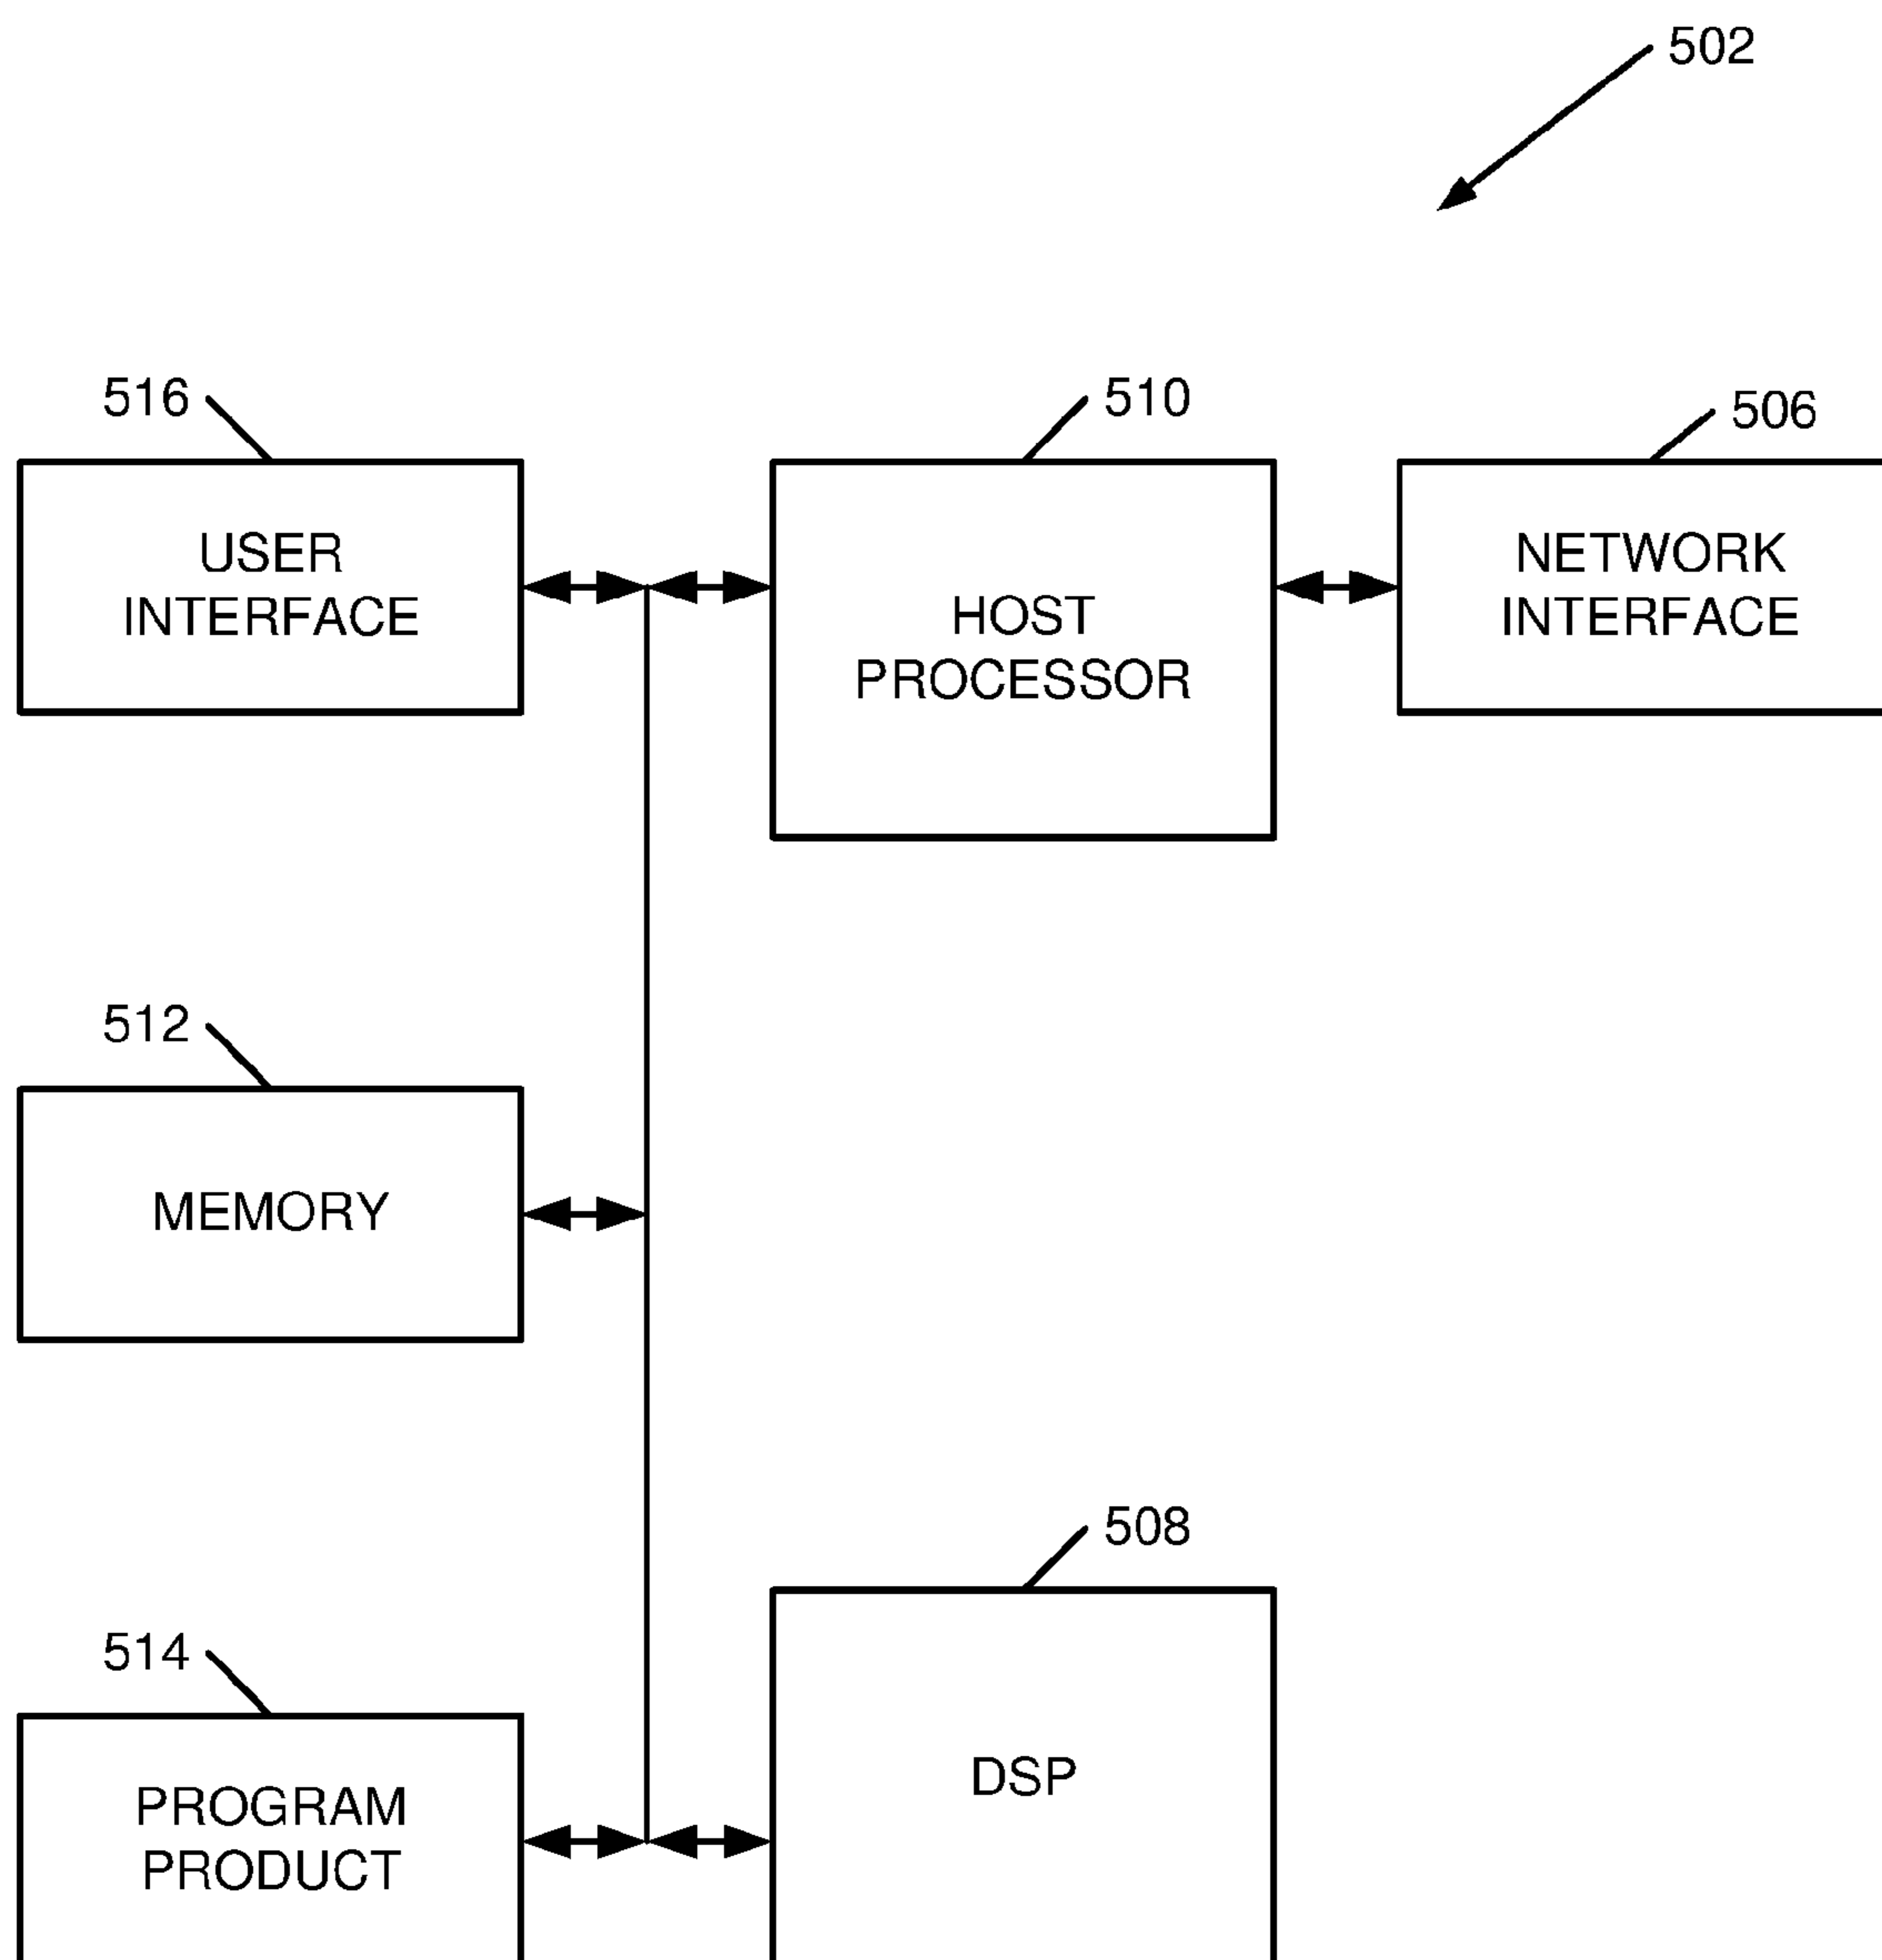 502
516
510
506
USER
INTERFACE
HOST
PROCESSOR
NETWORK
INTERFACE
512
MEMORY
508
514
DSP
PROGRAM
PRODUCT